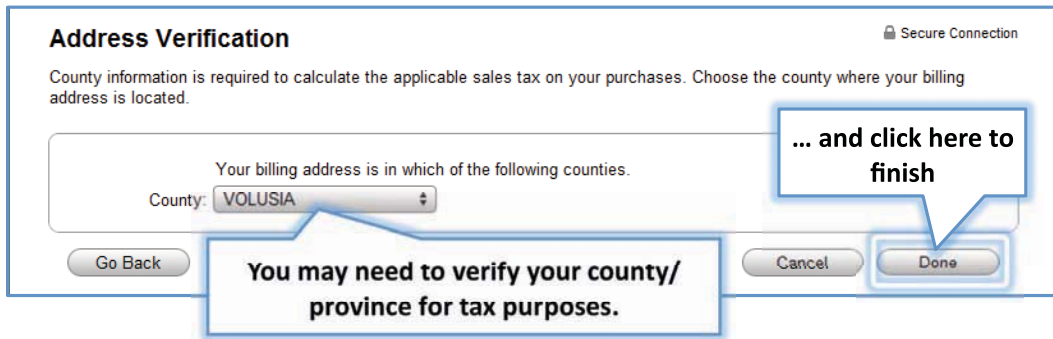 Address Verification
Secure Connection
County information is required to calculate the applicable sales tax on your purchases. Choose the county where your billing
address is located.
... and click here to
finish
Your billing address is in which of the following counties.
County: VOLUSIA
Go Back
You may need to verify your county/
province for tax purposes.
Cancel
Done